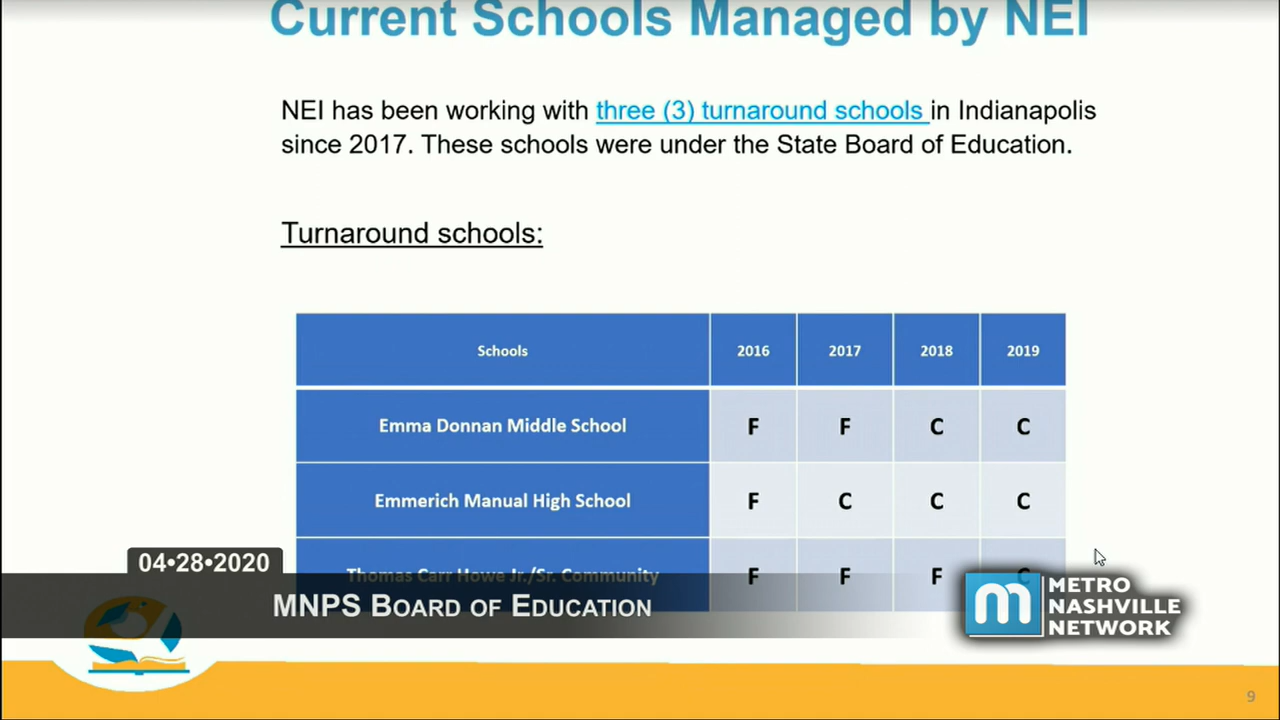 Current Schools Managed by NEI
NEI has been working with three (3) turnaround schools in Indianapolis
since 2017. These schools were under the State Board of Education.
Turnaround schools:
Schools 2016 2017 2018 2019
Emma Donnan Middle School F F C C
Emmerich Manual High School F C C C
Thomas Carr Howe Jr./Sr. Community F F F C
04•28•2020
MNPS BOARD OF EDUCATION
m METRO
NASHVILLE
NETWORK
9